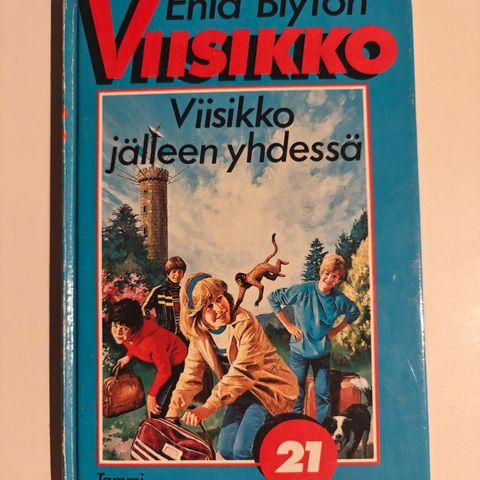 Enid Blyton
VIISIKKO
Viisikko
jälleen yhdessä
21
Tammi